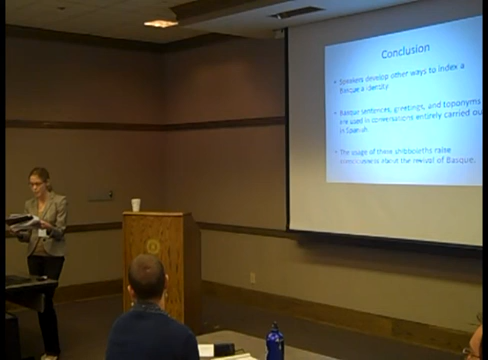 Conclusion
• Speakers develop other ways to index a
Basque identity
• Basque sentences, greetings, and toponyms
are used in conversations entirely carried ou
in Spanish
• The usage of these shibboleths raise
about the revival of Basque.